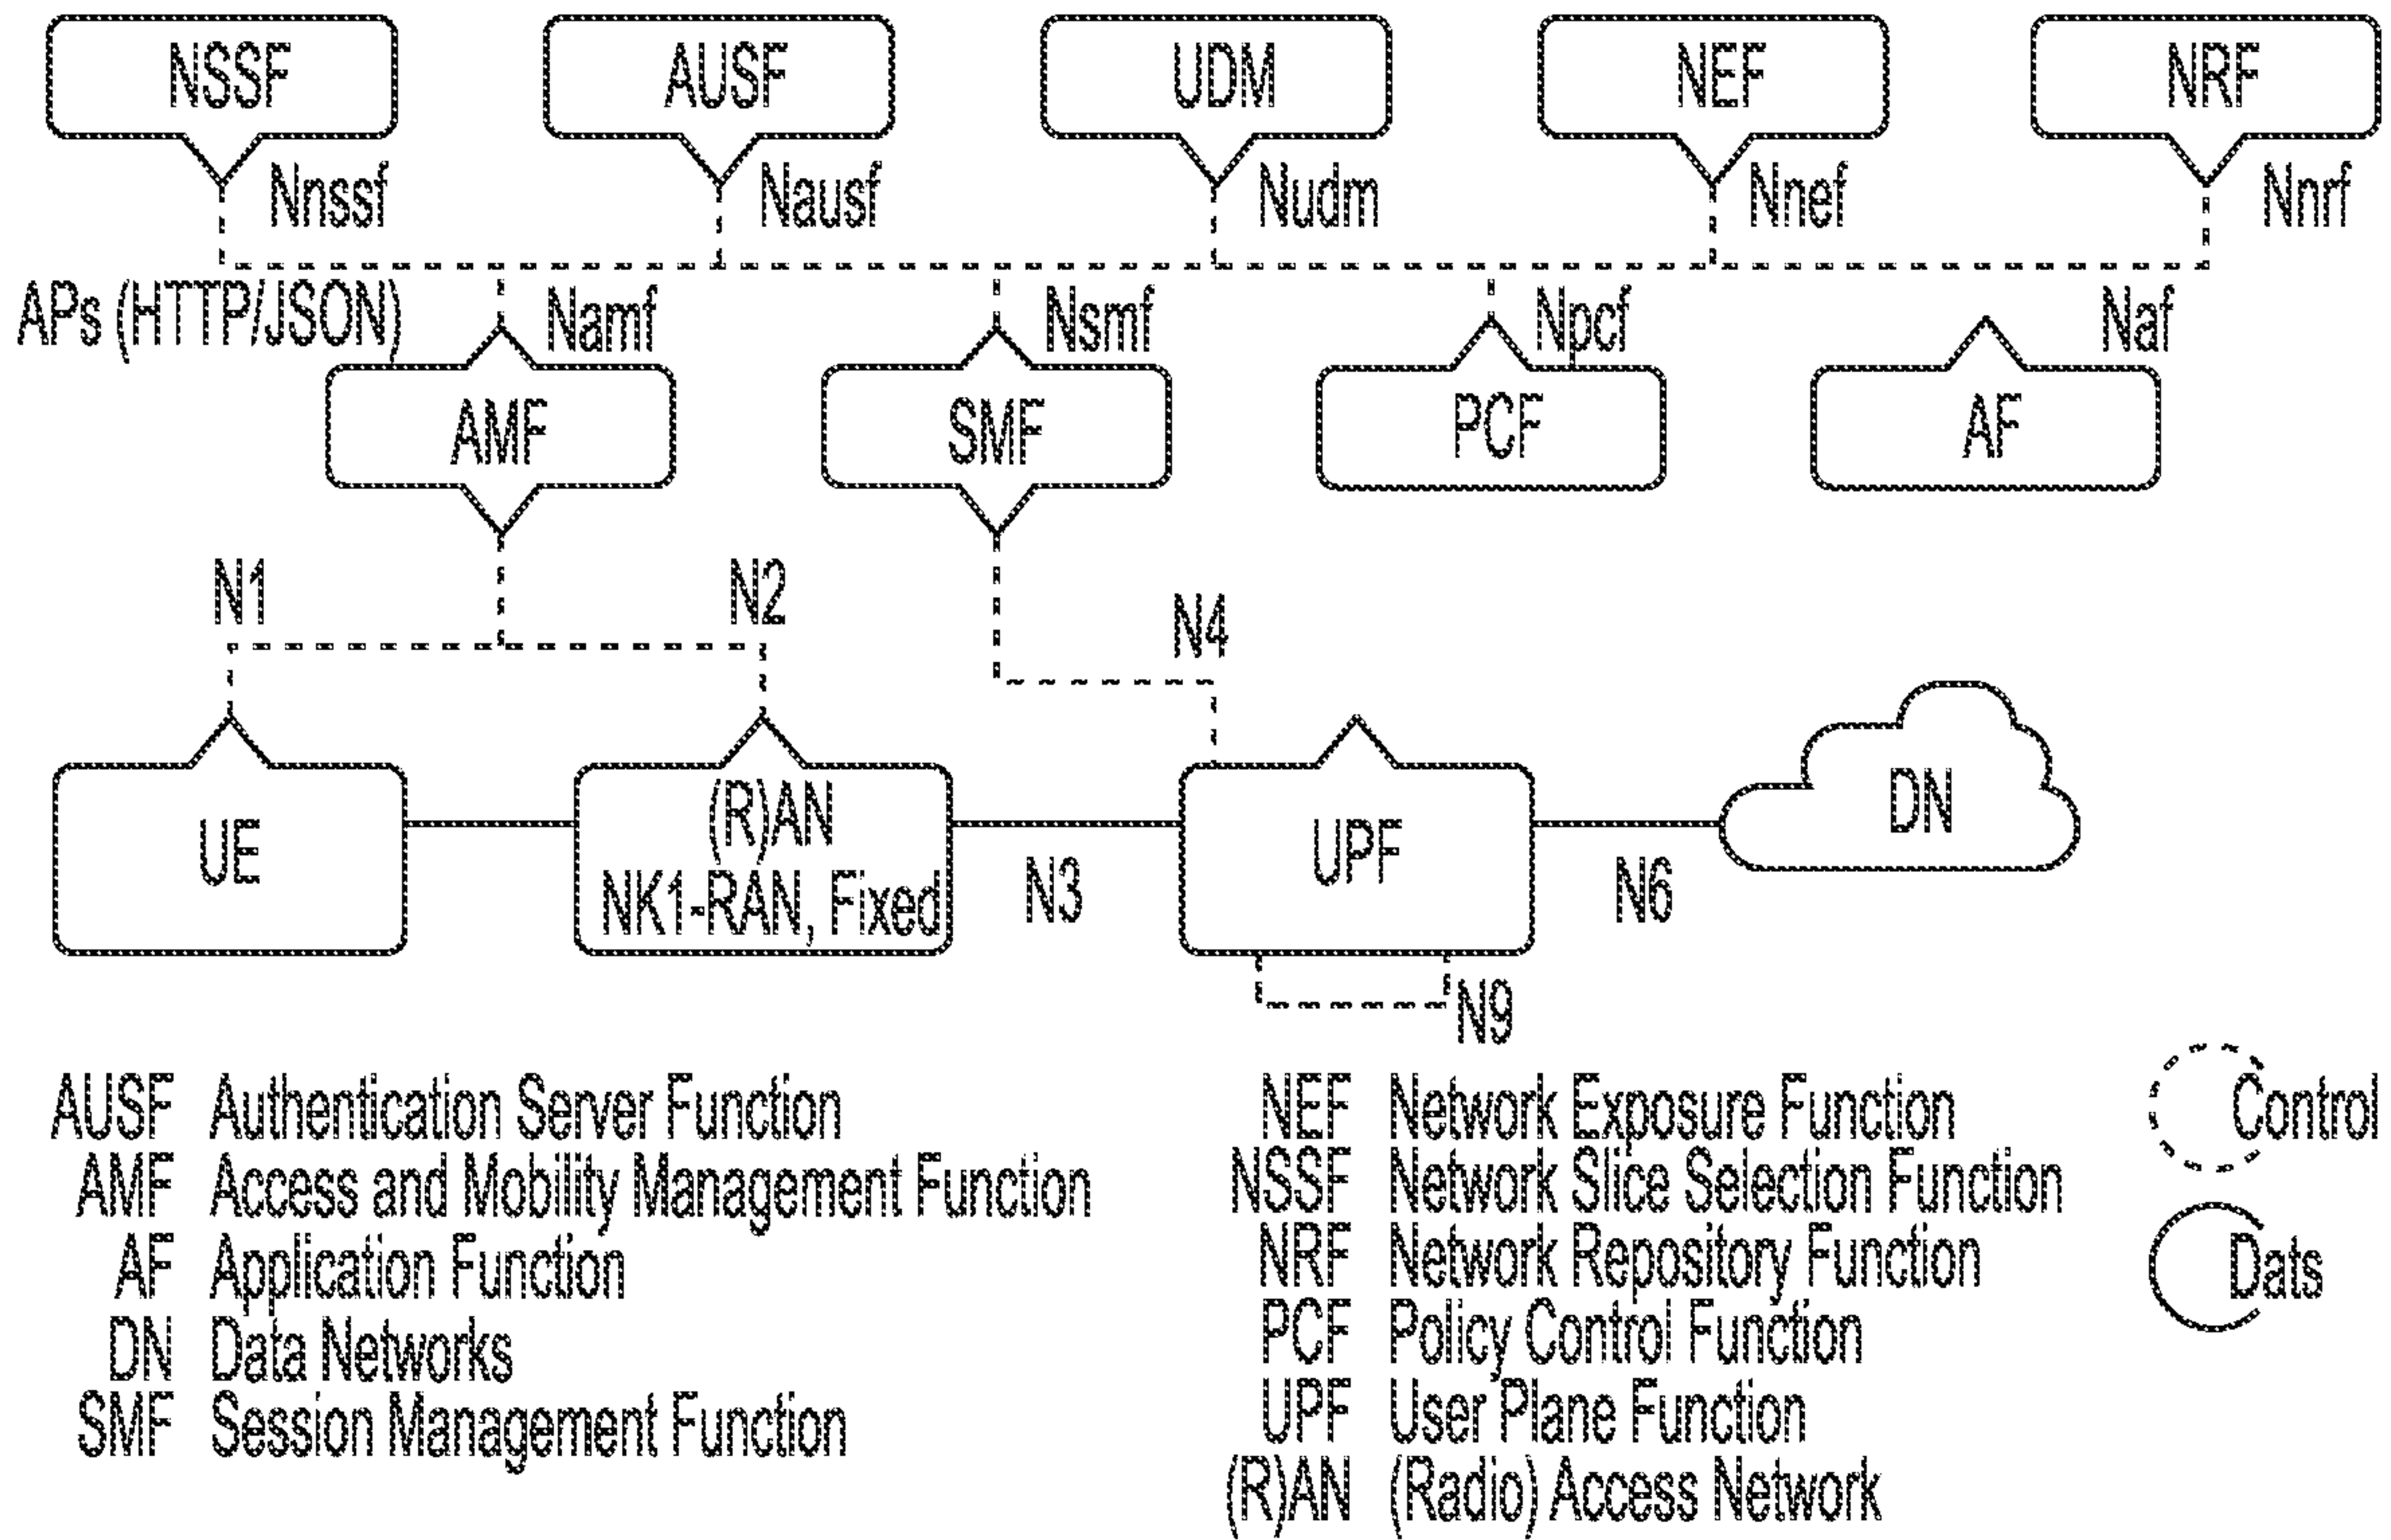 NSSF AUSF UDM NEF NRF
Nnssf Nausf Nudm Nnef Nnrf
APs (HTTP/JSON) Namf Nsmf Npcf Naf
AMF SMF PCF AF
N1 N2 N4
UE (R)AN UPF DN
NK1-RAN, Fixed N3 N6
N9
AUSF Authentication Server Function
AMF Access and Mobility Management Function
AF Application Function
DN Data Networks
SMF Session Management Function
NEF Network Exposure Function
NSSF Network Slice Selection Function
NRF Network Repository Function
PCF Policy Control Function
UPF User Plane Function
(R)AN (Radio) Access Network
Control
Dats